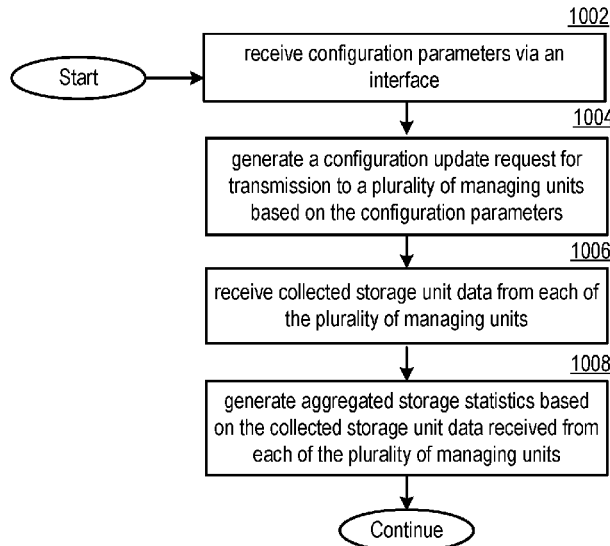 1002
Start
receive configuration parameters via an
interface
1004
generate a configuration update request for
transmission to a plurality of managing units
based on the configuration parameters
1006
receive collected storage unit data from each of
the plurality of managing units
1008
generate aggregated storage statistics based
on the collected storage unit data received from
each of the plurality of managing units
Continue